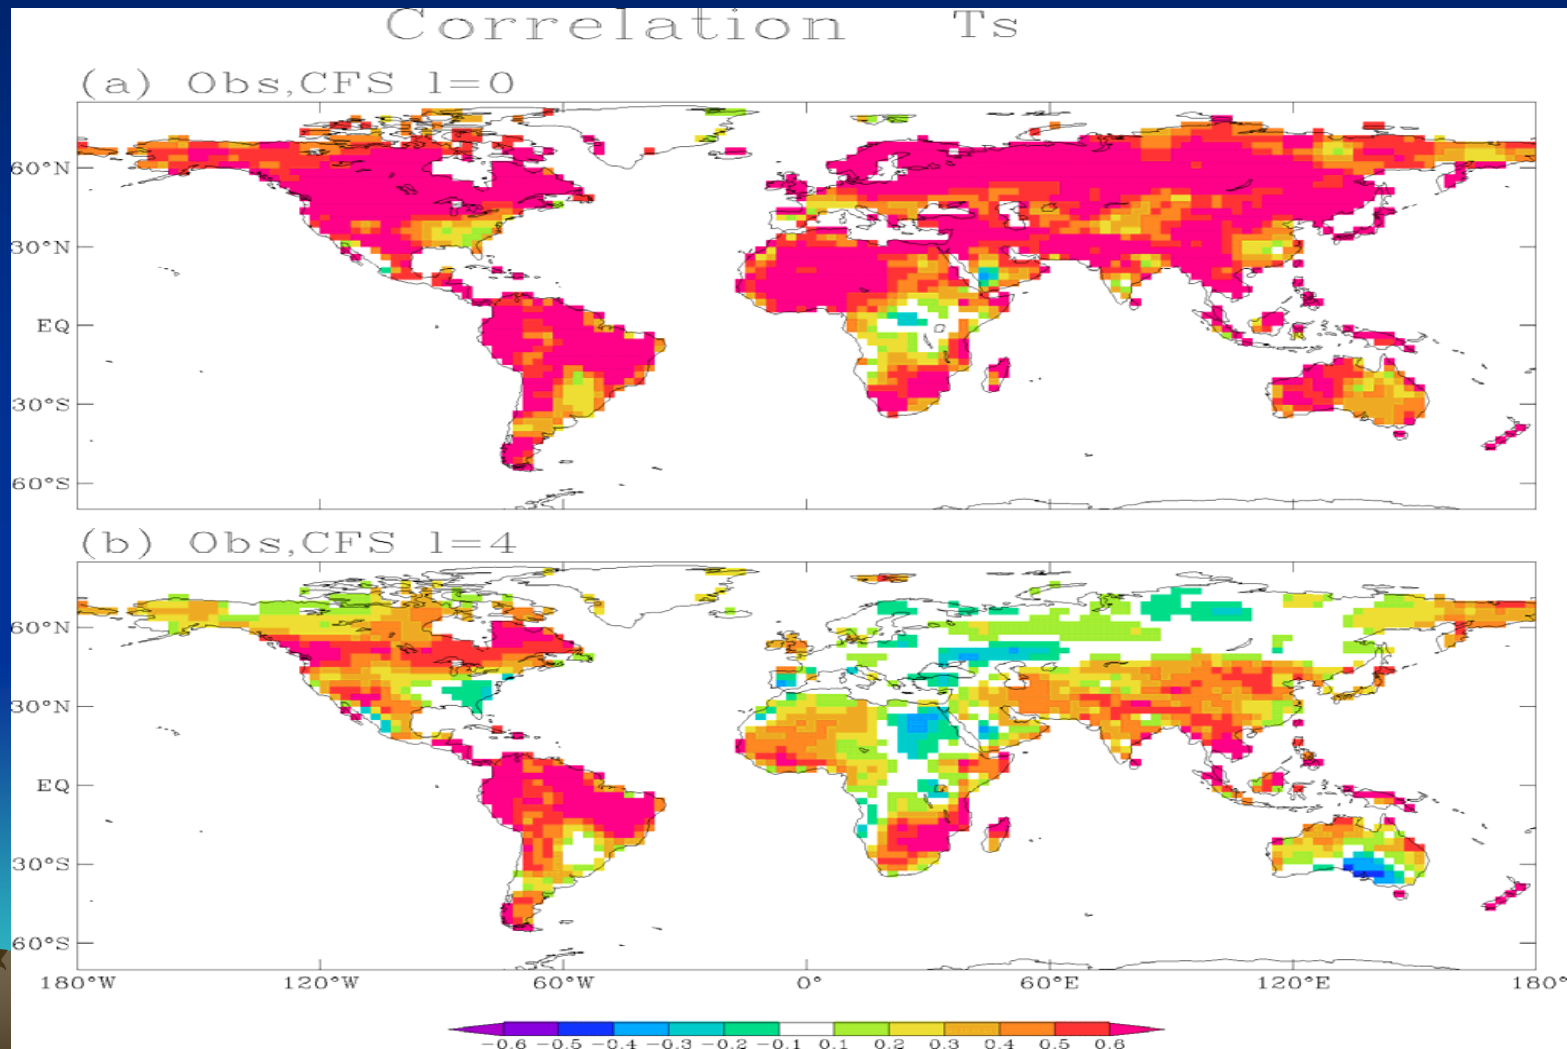 Correlation Ts
(a) Obs,CFS l=0
60°N
30°N
EQ
30°S
60°S
(b) Obs,CFS l=4
60°N
30°N
EQ
30°S
60°S
180°W 120°W 60°W 0° 60°E 120°E 180°
-0.6 -0.5 -0.4 -0.3 -0.2 -0.1 0.1 0.2 0.3 0.4 0.5 0.6